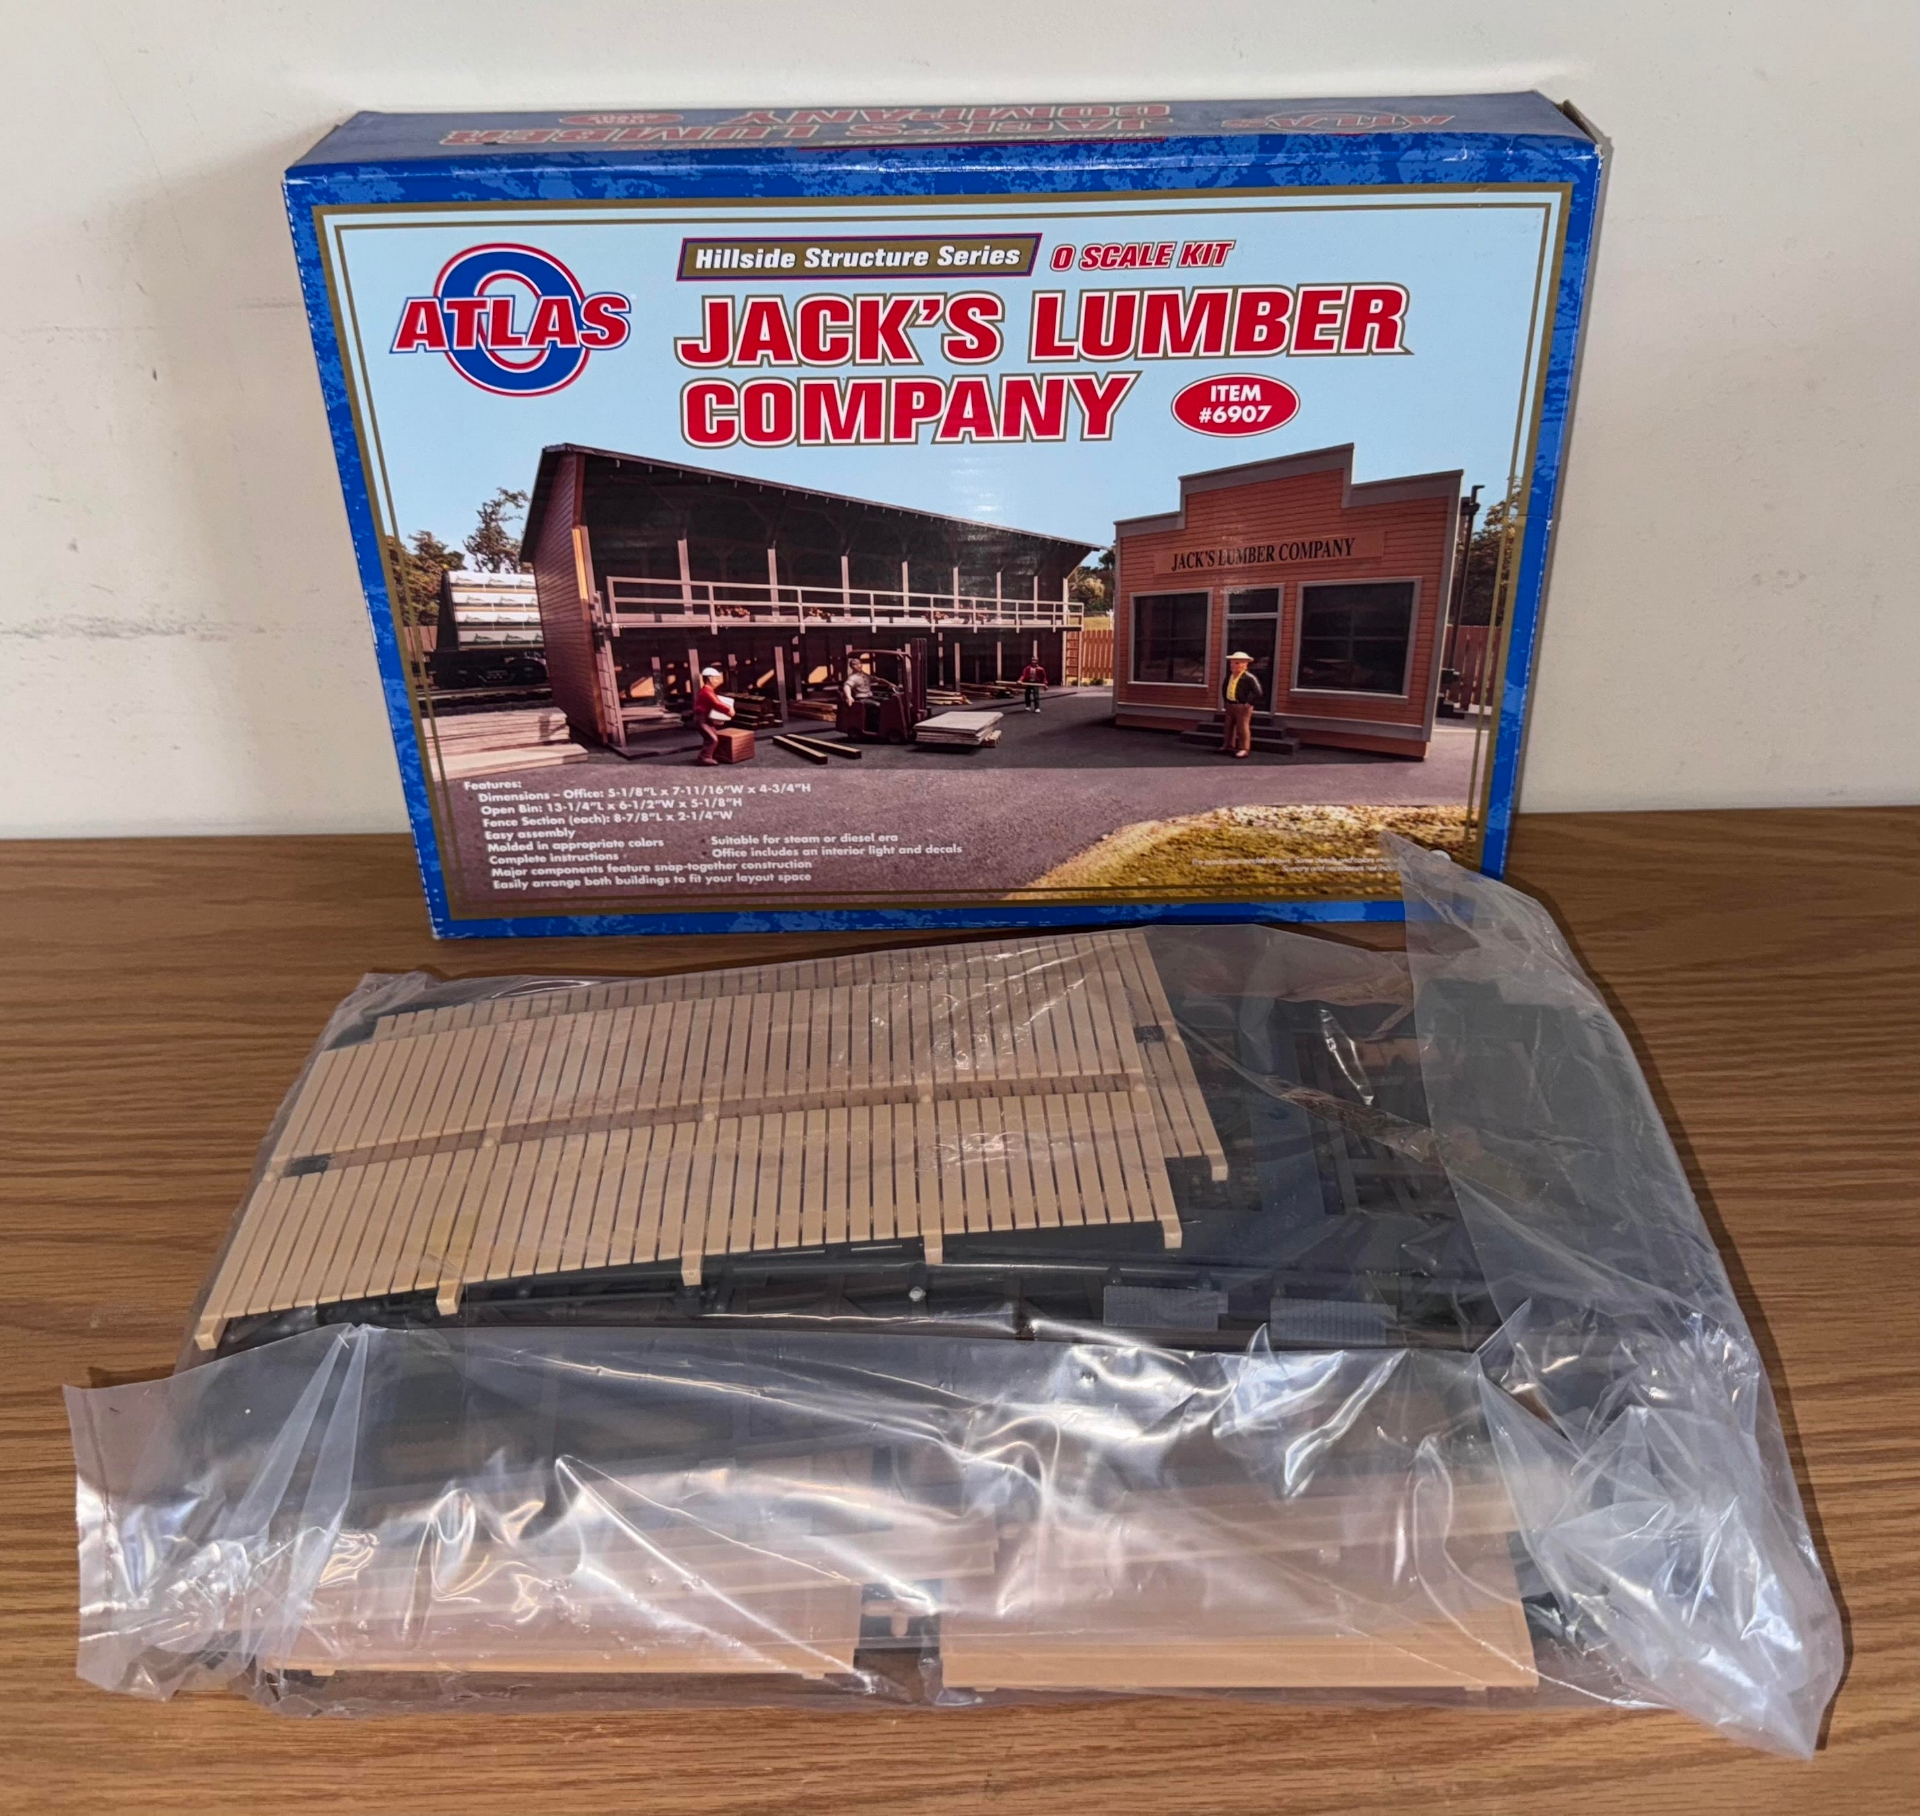 JACK'S LUMBER
COMPANY
ATLAS
Hillside Structure Series
O SCALE KIT
ATLAS
O
JACK'S LUMBER
COMPANY
ITEM
#6907
JACK'S LUMBER COMPANY
Features:
Dimensions – Office: 5-1/8"L x 7-11/16"W x 4-3/4"H
Open Bin: 13-1/4"L x 6-1/2"W x 5-1/8"H
Fence Section (each): 8-7/8"L x 2-1/4"W
Easy assembly
Molded in appropriate colors
Complete instructions
Major components feature snap-together construction
Easily arrange both buildings to fit your layout space
Suitable for steam or diesel era
Office includes an interior light and decals